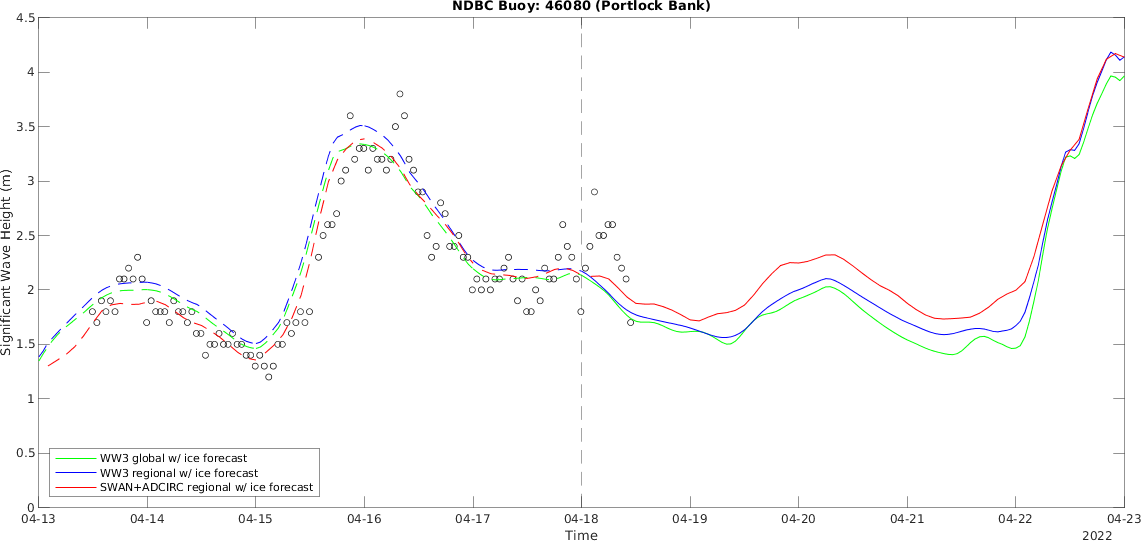 NDBC Buoy: 46080 (Portlock Bank)
4.5
4
3.5
3
2.5
2
1.5
1
0.5
0
Significant Wave Height (m)
WW3 global w/ ice forecast
WW3 regional w/ ice forecast
SWAN+ADCIRC regional w/ ice forecast
04-13 04-14 04-15 04-16 04-17 04-18 04-19 04-20 04-21 04-22 04-23
Time
2022